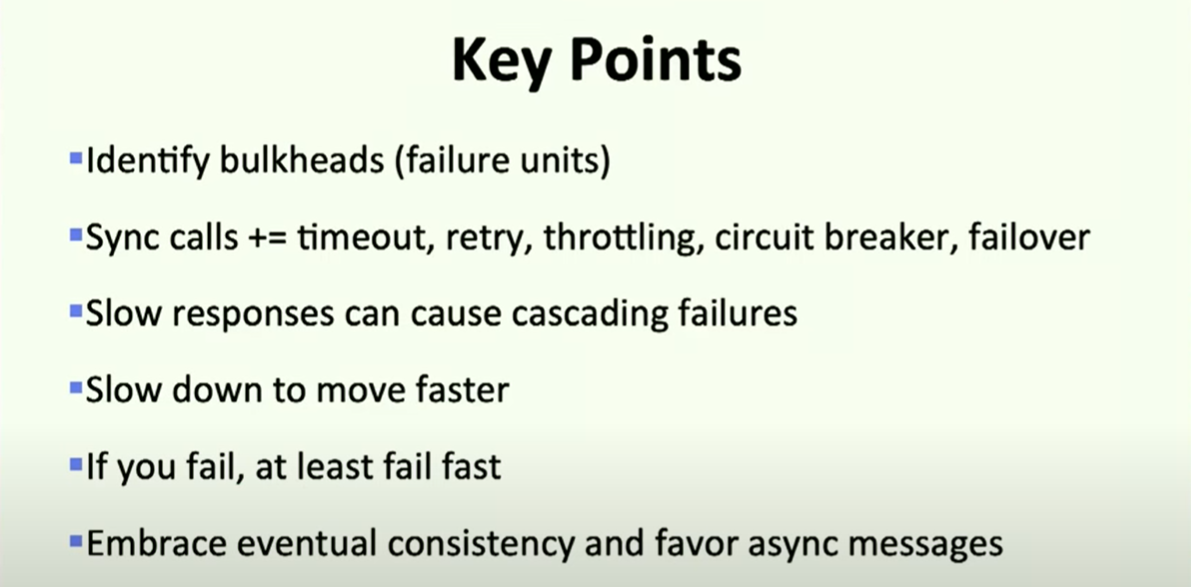 Key Points
▪Identify bulkheads (failure units)
▪Sync calls += timeout, retry, throttling, circuit breaker, failover
▪Slow responses can cause cascading failures
▪Slow down to move faster
▪If you fail, at least fail fast
▪Embrace eventual consistency and favor async messages